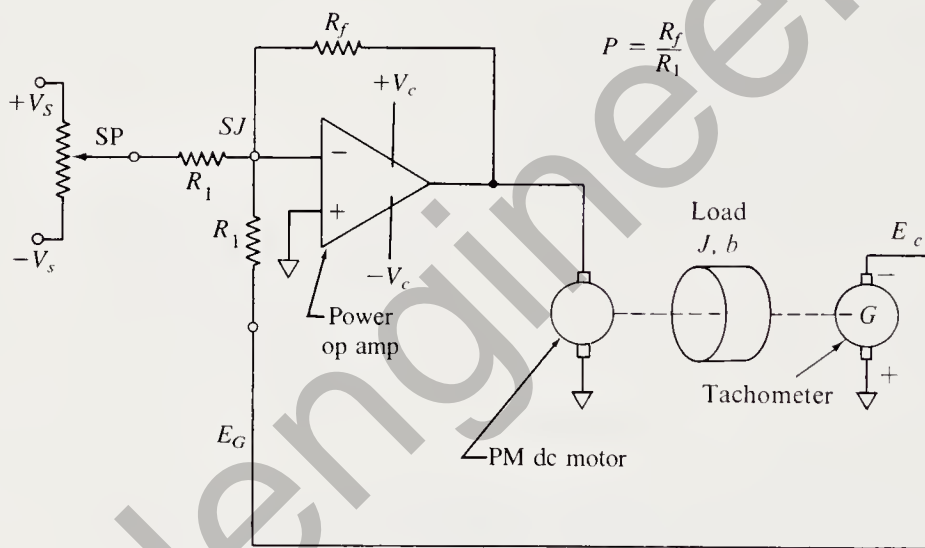 R_f
P = R_f / R_1
+V_S
+V_c
SP
SJ
−
R_1
+
R_1
−V_s
−V_c
Load
J, b
E_c
−
Power
op amp
G
+
Tachometer
E_G
PM dc motor
engineer